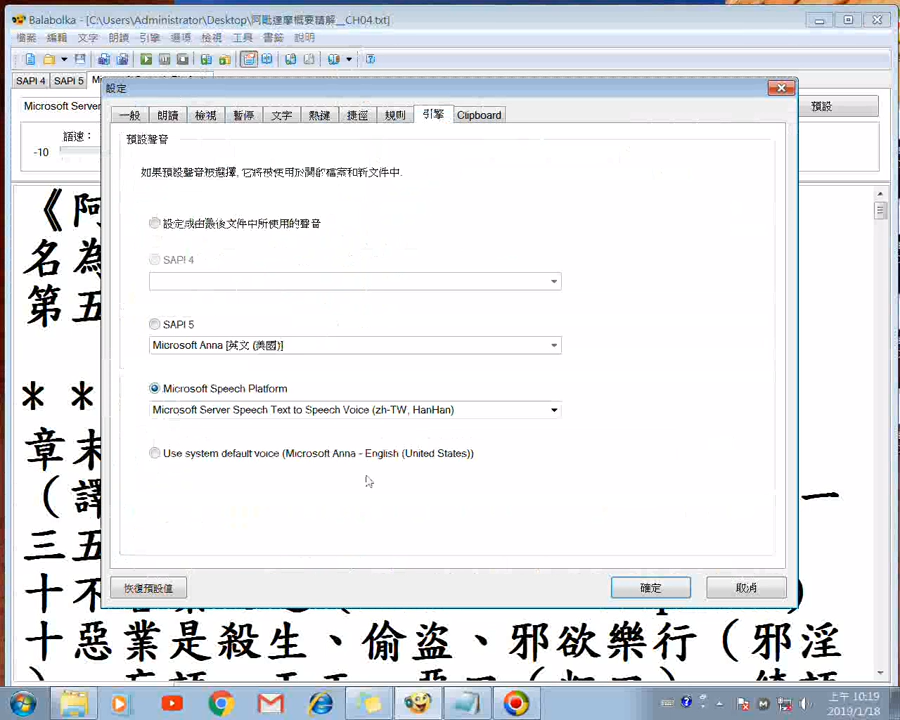 Balabolka - [C:\Users\Administrator\Desktop\阿毗達摩概要精解__CH04.txt]
檔案 編輯 文字 朗讀 引擎 選項 檢視 工具 書籤 說明
SAPI 4 SAPI 5
設定
Microsoft Server
預設
一般 朗讀 檢視 暫停 文字 熱鍵 捷徑 規則 引擎 Clipboard
語速：
-10
預設聲音
如果預設聲音被選擇, 它將被使用於開啟檔案和新文件中.
設定成由最後文件中所使用的聲音
SAPI 4
SAPI 5
Microsoft Anna [英文 (美國)]
Microsoft Speech Platform
Microsoft Server Speech Text to Speech Voice (zh-TW, HanHan)
Use system default voice (Microsoft Anna - English (United States))
恢復預設值 確定 取消
《阿
名為
第五
* *
章末
（譯 一
三五
十不
十惡業是殺生、偷盜、邪欲樂行（邪淫
上午 10:19
2019/1/18